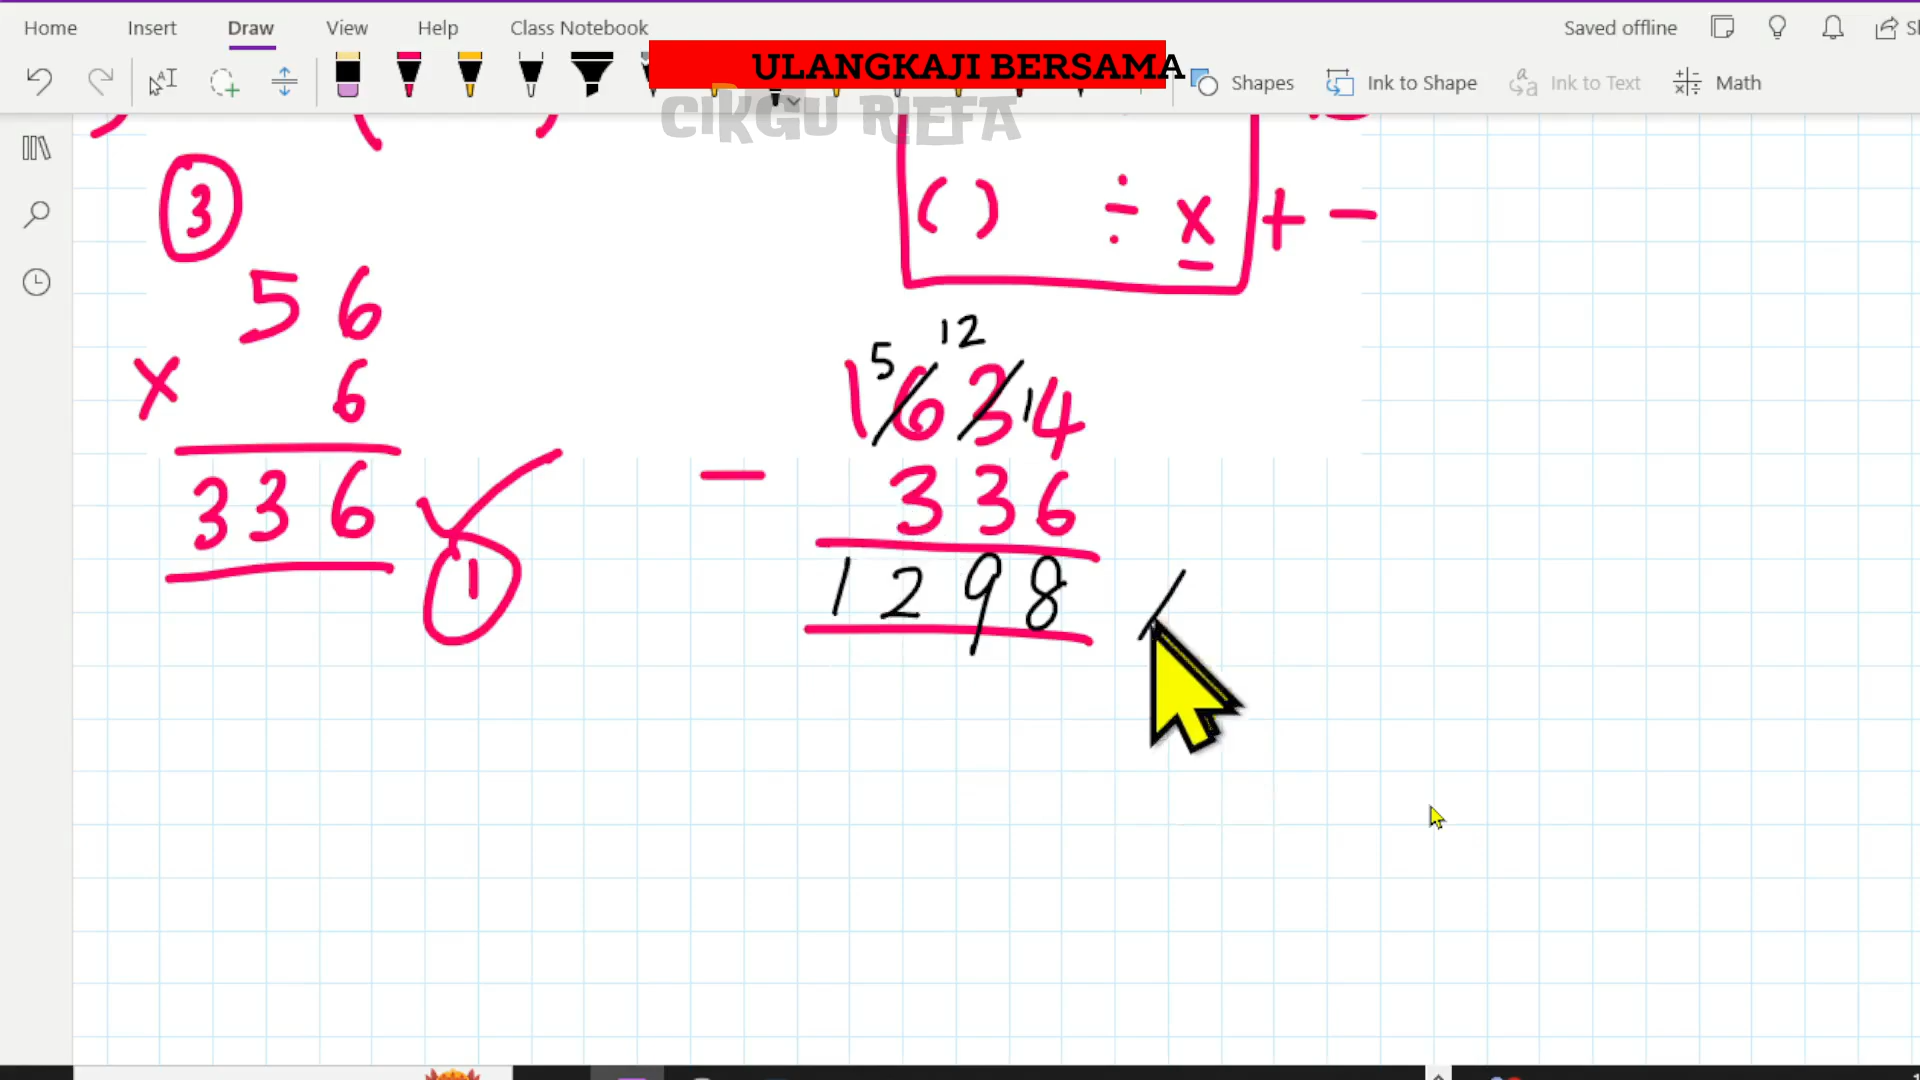 Home Insert Draw View Help Class Notebook Saved offline
ULANGKAJI BERSAMA
Shapes Ink to Shape Ink to Text Math
CIKGU RIEFA
3
( ) ÷ x + -
56
x 6
336
1
5 12
1634
1
- 336
1298